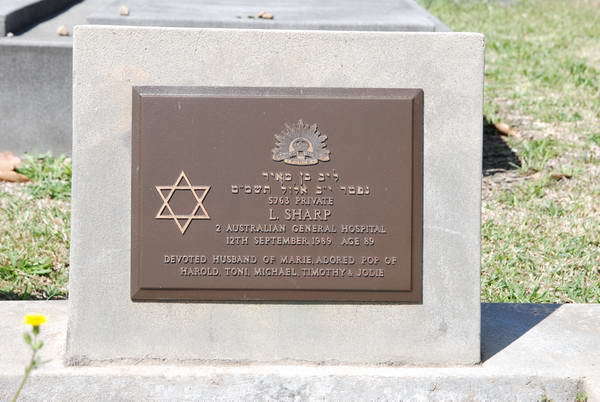 ליב בן מאיר
נפטר י״ב אלול תשמ״ט
5763 PRIVATE
L. SHARP
2 AUSTRALIAN GENERAL HOSPITAL
12TH SEPTEMBER, 1989 AGE 89
DEVOTED HUSBAND OF MARIE, ADORED POP OF
HAROLD, TONI, MICHAEL, TIMOTHY & JODIE